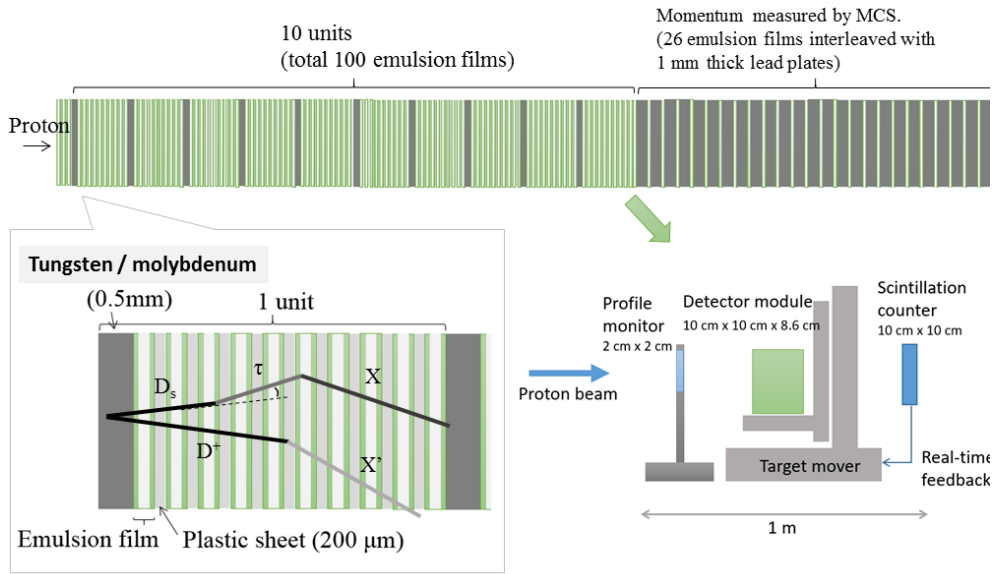 10 units
(total 100 emulsion films)
Momentum measured by MCS.
(26 emulsion films interleaved with
1 mm thick lead plates)
Proton
Tungsten / molybdenum
(0.5mm)
1 unit
Ds
τ
X
D+
X'
Emulsion film
Plastic sheet (200 μm)
Profile
monitor
2 cm x 2 cm
Detector module
10 cm x 10 cm x 8.6 cm
Scintillation
counter
10 cm x 10 cm
Proton beam
Target mover
Real-time
feedback
1 m